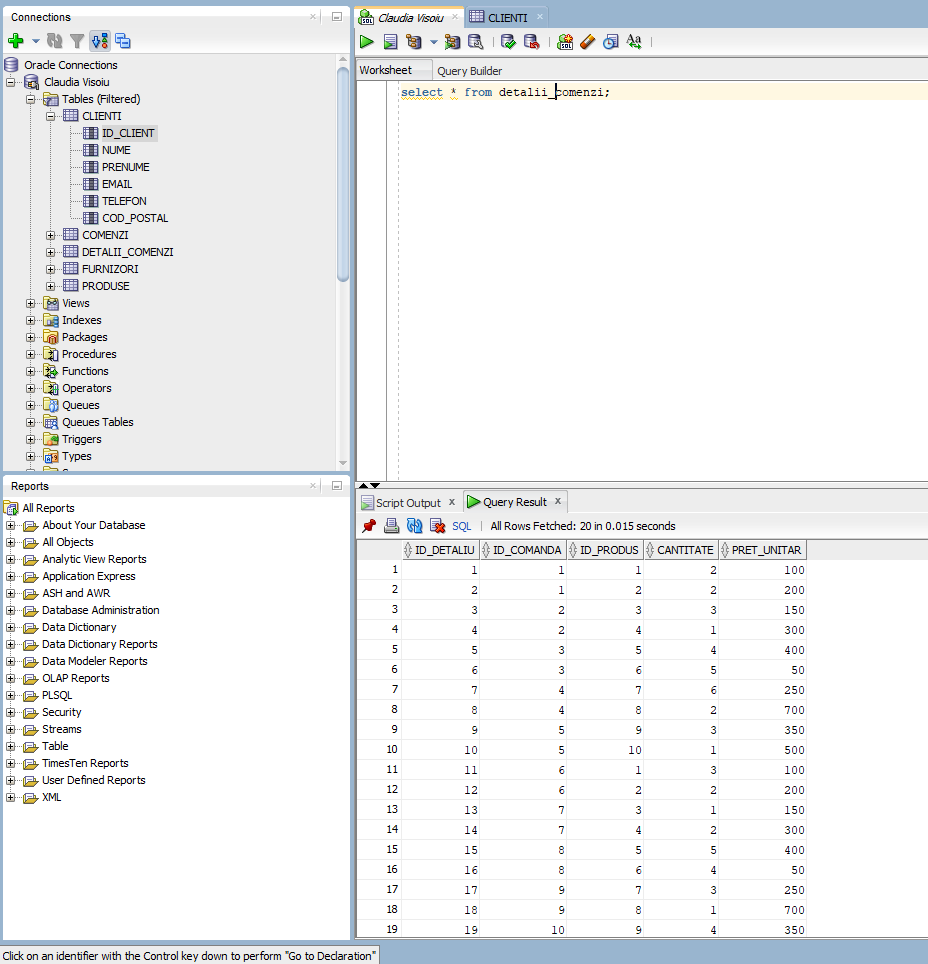 Connections
Oracle Connections
Claudia Visoiu
Tables (Filtered)
CLIENTI
ID_CLIENT
NUME
PRENUME
EMAIL
TELEFON
COD_POSTAL
COMENZI
DETALII_COMENZI
FURNIZORI
PRODUSE
Views
Indexes
Packages
Procedures
Functions
Operators
Queues
Queues Tables
Triggers
Types
Reports
All Reports
About Your Database
All Objects
Analytic View Reports
Application Express
ASH and AWR
Database Administration
Data Dictionary
Data Dictionary Reports
Data Modeler Reports
OLAP Reports
PLSQL
Security
Streams
Table
TimesTen Reports
User Defined Reports
XML
Claudia Visoiu CLIENTI
Aa
Worksheet Query Builder
select * from detalii_comenzi;
Script Output Query Result
SQL All Rows Fetched: 20 in 0.015 seconds
ID_DETALIU ID_COMANDA ID_PRODUS CANTITATE PRET_UNITAR
1 1 1 1 2 100
2 2 1 2 2 200
3 3 2 3 3 150
4 4 2 4 1 300
5 5 3 5 4 400
6 6 3 6 5 50
7 7 4 7 6 250
8 8 4 8 2 700
9 9 5 9 3 350
10 10 5 10 1 500
11 11 6 1 3 100
12 12 6 2 2 200
13 13 7 3 1 150
14 14 7 4 2 300
15 15 8 5 5 400
16 16 8 6 4 50
17 17 9 7 3 250
18 18 9 8 1 700
19 19 10 9 4 350
Click on an identifier with the Control key down to perform "Go to Declaration"